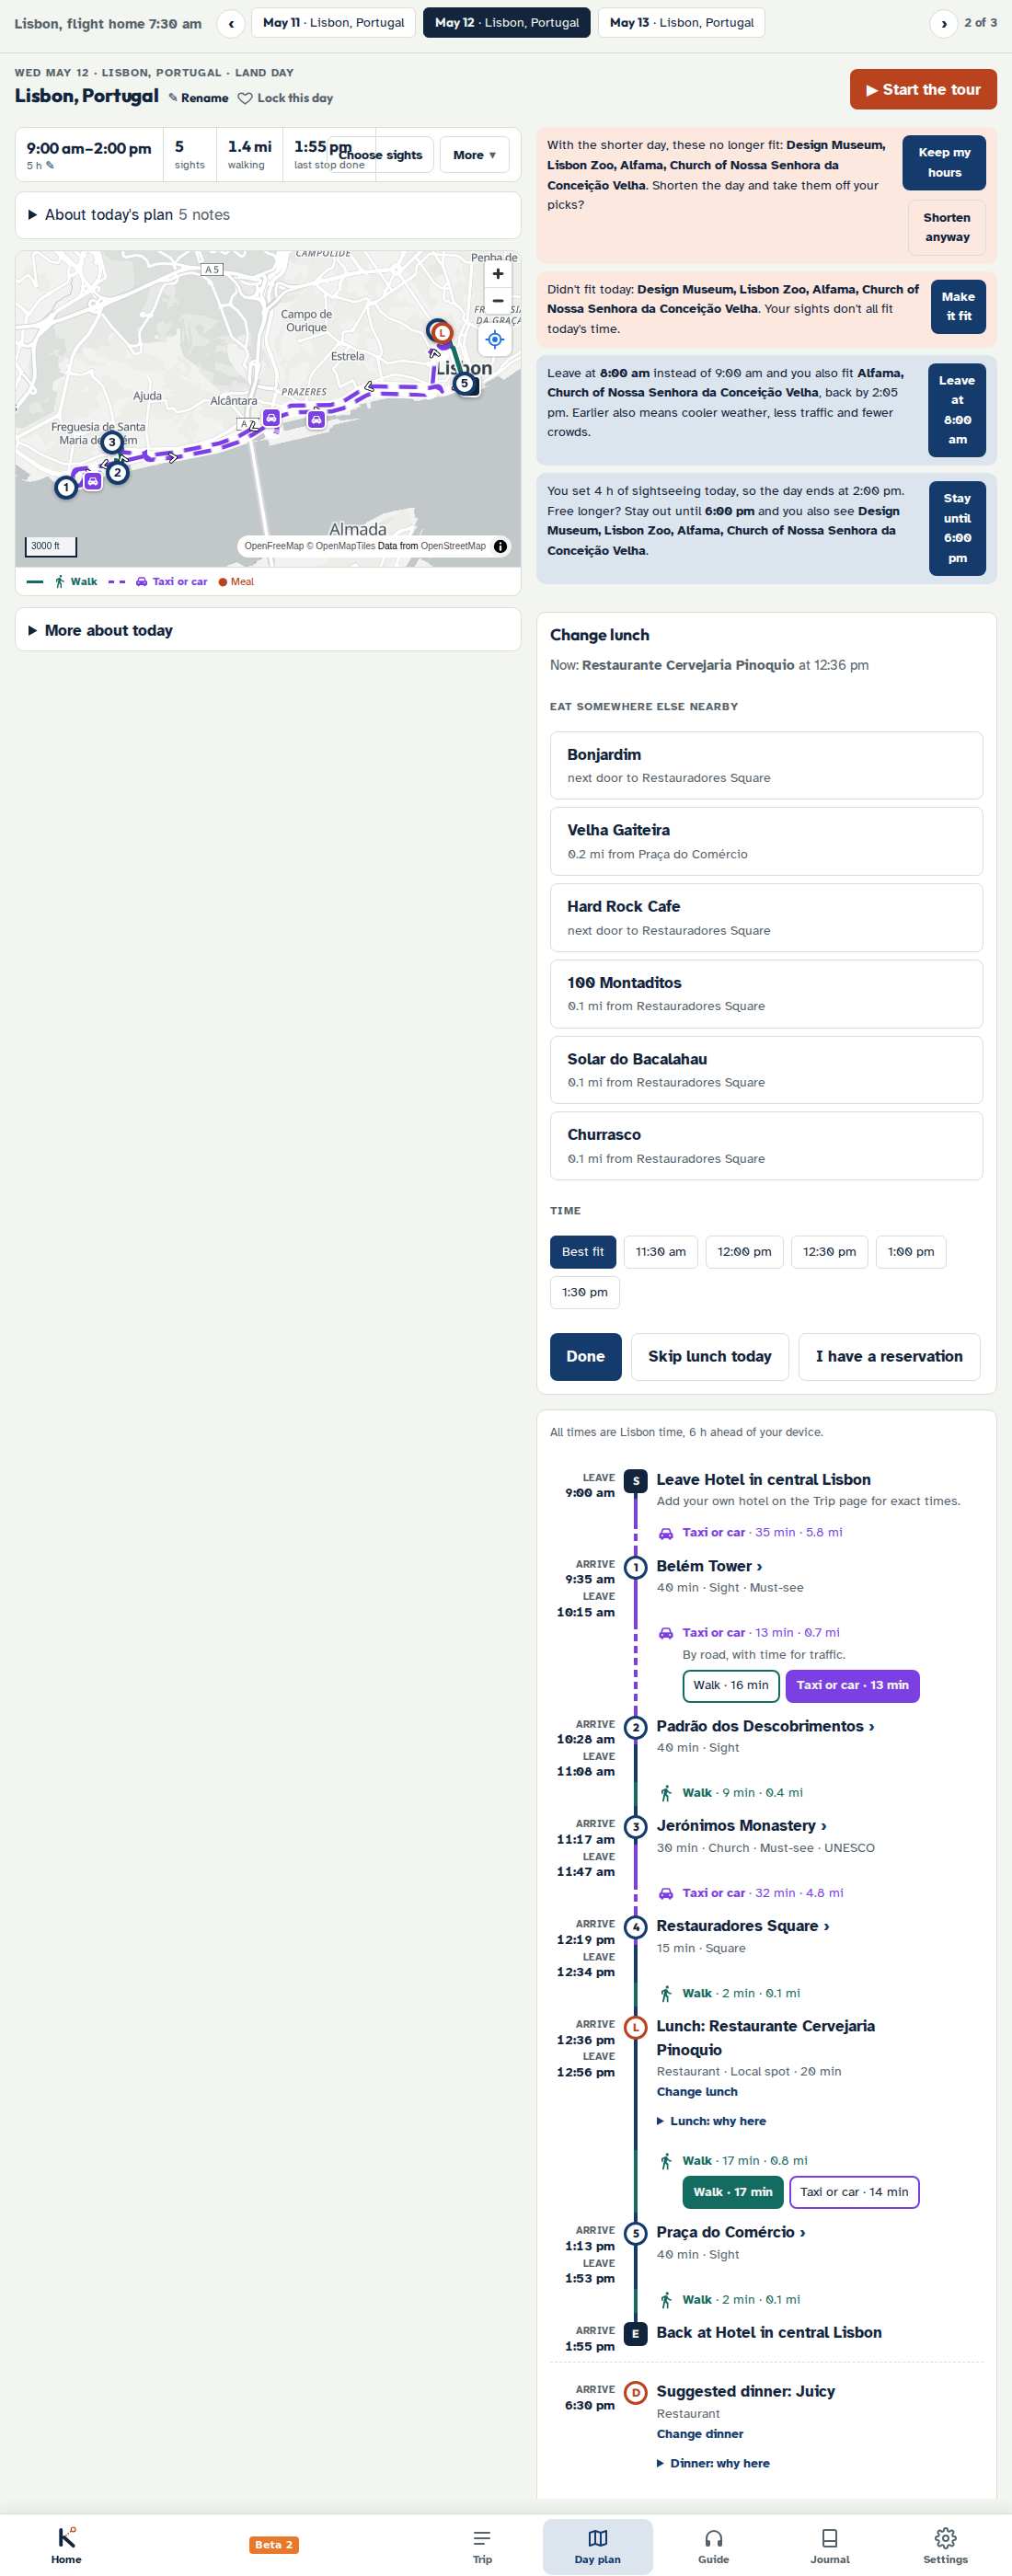 Lisbon, flight home 7:30 am
‹
May 11 · Lisbon, Portugal
May 12 · Lisbon, Portugal
May 13 · Lisbon, Portugal
›
2 of 3
WED MAY 12 · LISBON, PORTUGAL · LAND DAY
Lisbon, Portugal
✎ Rename
Lock this day
▶ Start the tour
9:00 am–2:00 pm
5 h ✎
5
sights
1.4 mi
walking
1:55 pm
last stop done
Choose sights
More ▼
▶ About today's plan 5 notes
CAMPOLIDE
Penha de
A 5
Campo de
Ourique
Estrela
Lisbon
PRAZERES
Ajuda
Alcântara
Freguesia de Santa
Almada
+
−
L
5
3
2
1
3000 ft
OpenFreeMap © OpenMapTiles Data from OpenStreetMap
Walk
Taxi or car
Meal
▶ More about today
With the shorter day, these no longer fit: Design Museum,
Lisbon Zoo, Alfama, Church of Nossa Senhora da
Conceição Velha. Shorten the day and take them off your
picks?
Keep my
hours
Shorten
anyway
Didn't fit today: Design Museum, Lisbon Zoo, Alfama, Church of
Nossa Senhora da Conceição Velha. Your sights don't all fit
today's time.
Make
it fit
Leave at 8:00 am instead of 9:00 am and you also fit Alfama,
Church of Nossa Senhora da Conceição Velha, back by 2:05
pm. Earlier also means cooler weather, less traffic and fewer
crowds.
Leave
at
8:00
am
You set 4 h of sightseeing today, so the day ends at 2:00 pm.
Free longer? Stay out until 6:00 pm and you also see Design
Museum, Lisbon Zoo, Alfama, Church of Nossa Senhora da
Conceição Velha.
Stay
until
6:00
pm
Change lunch
Now: Restaurante Cervejaria Pinoquio at 12:36 pm
EAT SOMEWHERE ELSE NEARBY
Bonjardim
next door to Restauradores Square
Velha Gaiteira
0.2 mi from Praça do Comércio
Hard Rock Cafe
next door to Restauradores Square
100 Montaditos
0.1 mi from Restauradores Square
Solar do Bacalahau
0.1 mi from Restauradores Square
Churrasco
0.1 mi from Restauradores Square
TIME
Best fit
11:30 am
12:00 pm
12:30 pm
1:00 pm
1:30 pm
Done
Skip lunch today
I have a reservation
All times are Lisbon time, 6 h ahead of your device.
LEAVE
9:00 am
S
Leave Hotel in central Lisbon
Add your own hotel on the Trip page for exact times.
Taxi or car · 35 min · 5.8 mi
ARRIVE
9:35 am
LEAVE
10:15 am
1
Belém Tower ›
40 min · Sight · Must-see
Taxi or car · 13 min · 0.7 mi
By road, with time for traffic.
Walk · 16 min
Taxi or car · 13 min
ARRIVE
10:28 am
LEAVE
11:08 am
2
Padrão dos Descobrimentos ›
40 min · Sight
Walk · 9 min · 0.4 mi
ARRIVE
11:17 am
LEAVE
11:47 am
3
Jerónimos Monastery ›
30 min · Church · Must-see · UNESCO
Taxi or car · 32 min · 4.8 mi
ARRIVE
12:19 pm
LEAVE
12:34 pm
4
Restauradores Square ›
15 min · Square
Walk · 2 min · 0.1 mi
ARRIVE
12:36 pm
LEAVE
12:56 pm
L
Lunch: Restaurante Cervejaria
Pinoquio
Restaurant · Local spot · 20 min
Change lunch
▶ Lunch: why here
Walk · 17 min · 0.8 mi
Walk · 17 min
Taxi or car · 14 min
ARRIVE
1:13 pm
LEAVE
1:53 pm
5
Praça do Comércio ›
40 min · Sight
Walk · 2 min · 0.1 mi
ARRIVE
1:55 pm
E
Back at Hotel in central Lisbon
ARRIVE
6:30 pm
D
Suggested dinner: Juicy
Restaurant
Change dinner
▶ Dinner: why here
Home
Beta 2
Trip
Day plan
Guide
Journal
Settings